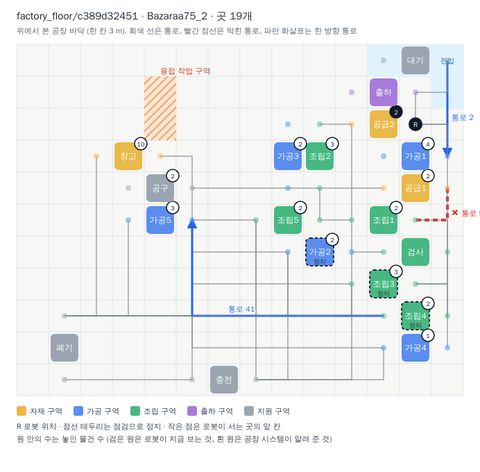 factory_floor/c389d32451 · Bazaraa75_2 · 곳 19개
위에서 본 공장 바닥 (한 칸 3 m). 회색 선은 통로, 빨간 점선은 막힌 통로, 파란 화살표는 한 방향 통로
대기
전립
용접 작업 구역
출하
2
공급2
R
통로 2
10
창고
2
가공3
3
조립2
4
가공1
2
공구
2
공급1
3
가공5
2
조립5
2
조립1
✖ 통로 5
2
가공2
정지
검사
3
조립3
정지
통로 41
2
조립4
정지
폐기
1
가공4
충전
자재 구역
가공 구역
조립 구역
출하 구역
지원 구역
R 로봇 위치 · 점선 테두리는 점검으로 정지 · 작은 점은 로봇이 서는 곳의 앞 칸
원 안의 수는 놓인 물건 수 (검은 원은 로봇이 지금 보는 것, 흰 원은 공장 시스템이 알려 준 것)